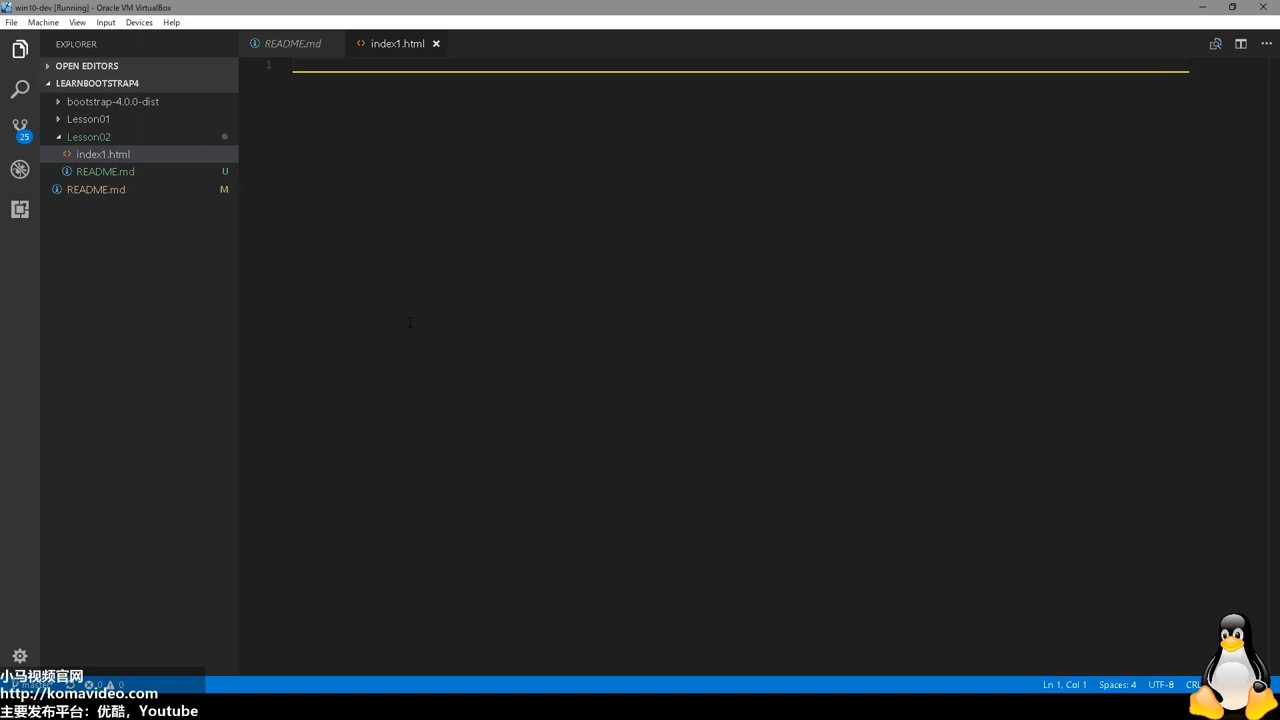 win10-dev [Running] - Oracle VM VirtualBox
File Machine View Input Devices Help
EXPLORER
README.md
index1.html
OPEN EDITORS
1
LEARNBOOTSTRAP4
bootstrap-4.0.0-dist
Lesson01
25
Lesson02
index1.html
README.md U
README.md M
小马视频官网
http://komavideo.com
主要发布平台：优酷，Youtube
0 0
Ln 1, Col 1 Spaces: 4 UTF-8